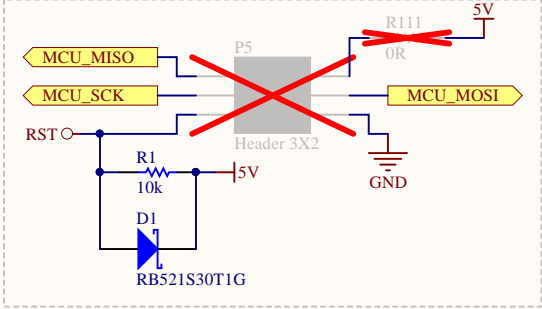 R111
5V
P5
0R
MCU_MISO
MCU_SCK
MCU_MOSI
RST
Header 3X2
R1
5V
10k
GND
D1
RB521S30T1G